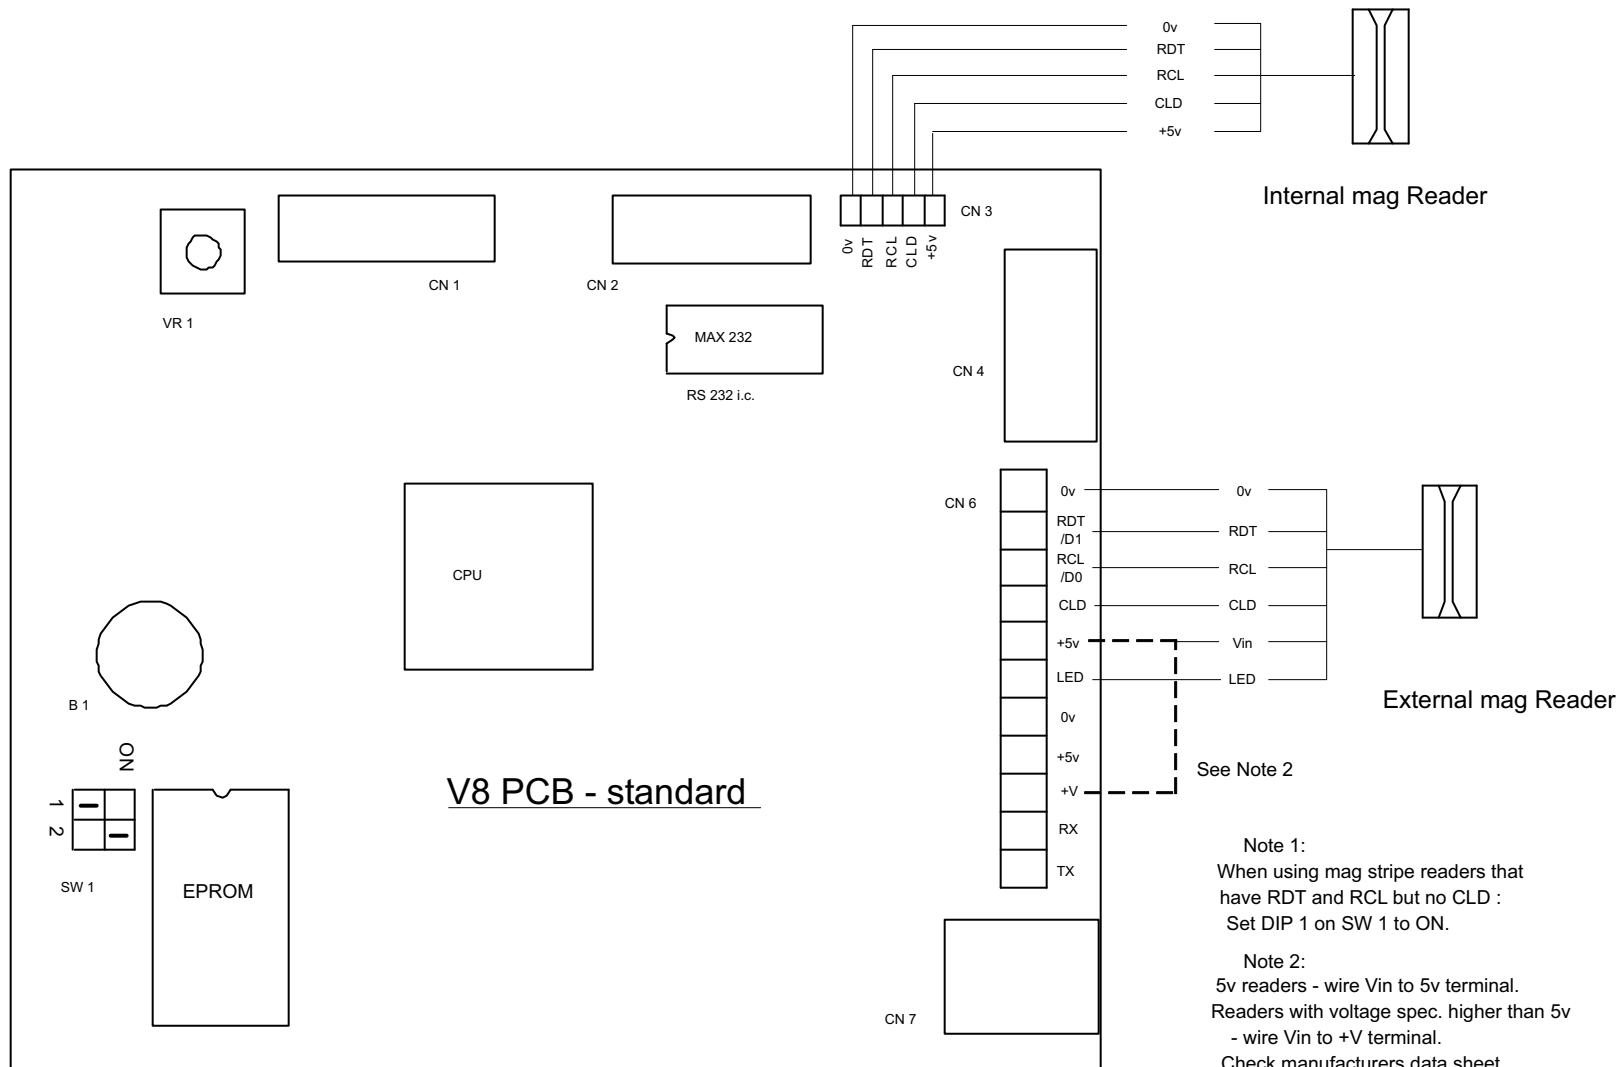 0v
RDT
RCL
CLD
+5v
Internal mag Reader
CN 3
0v
RDT
RCL
CLD
+5v
CN 1
CN 2
VR 1
MAX 232
RS 232 i.c.
CN 4
CN 6
0v
0v
RDT
/D1
RDT
RCL
/D0
RCL
CPU
CLD
CLD
+5v
Vin
LED
LED
External mag Reader
B 1
0v
ON
+5v
See Note 2
V8 PCB - standard
+V
1
2
RX
TX
SW 1
EPROM
Note 1:
When using mag stripe readers that
have RDT and RCL but no CLD :
Set DIP 1 on SW 1 to ON.
Note 2:
5v readers - wire Vin to 5v terminal.
Readers with voltage spec. higher than 5v
- wire Vin to +V terminal.
Check manufacturers data sheet
CN 7